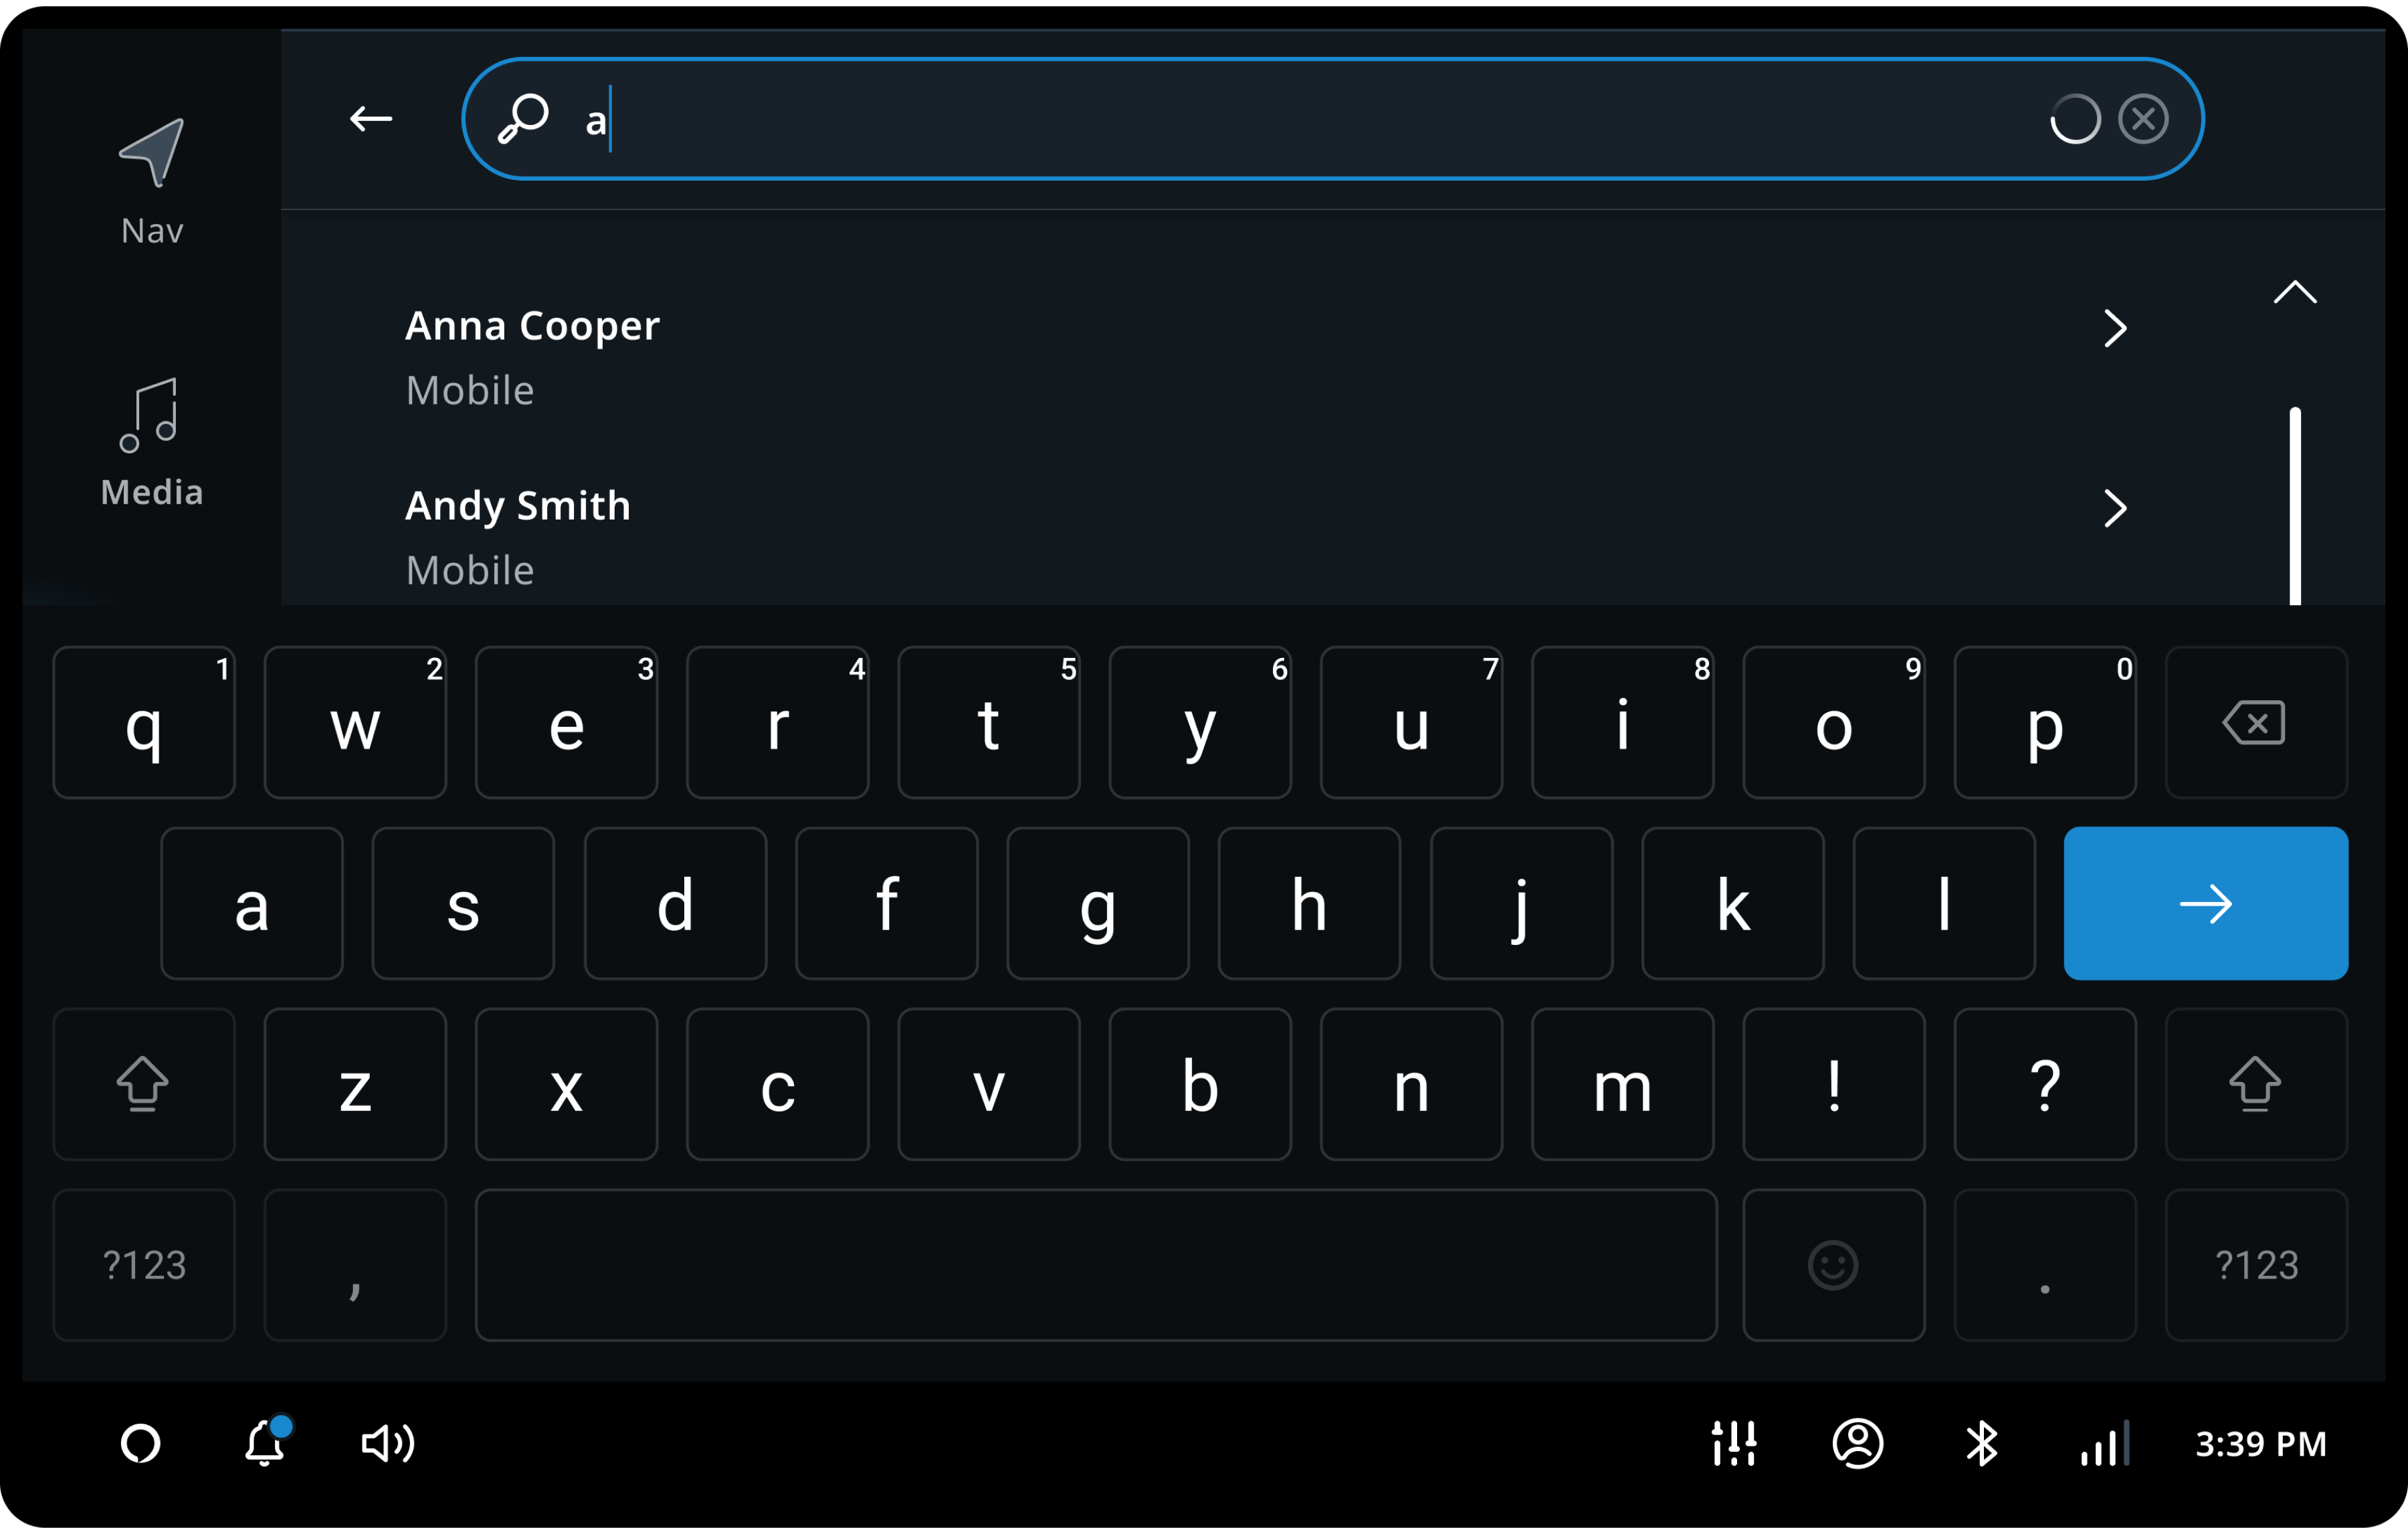 a
Nav
Media
Anna Cooper
Mobile
Andy Smith
Mobile
1 2 3 4 5 6 7 8 9 0
q w e r t y u i o p
a s d f g h j k l
z x c v b n m ! ?
?123 , . ?123
3:39 PM